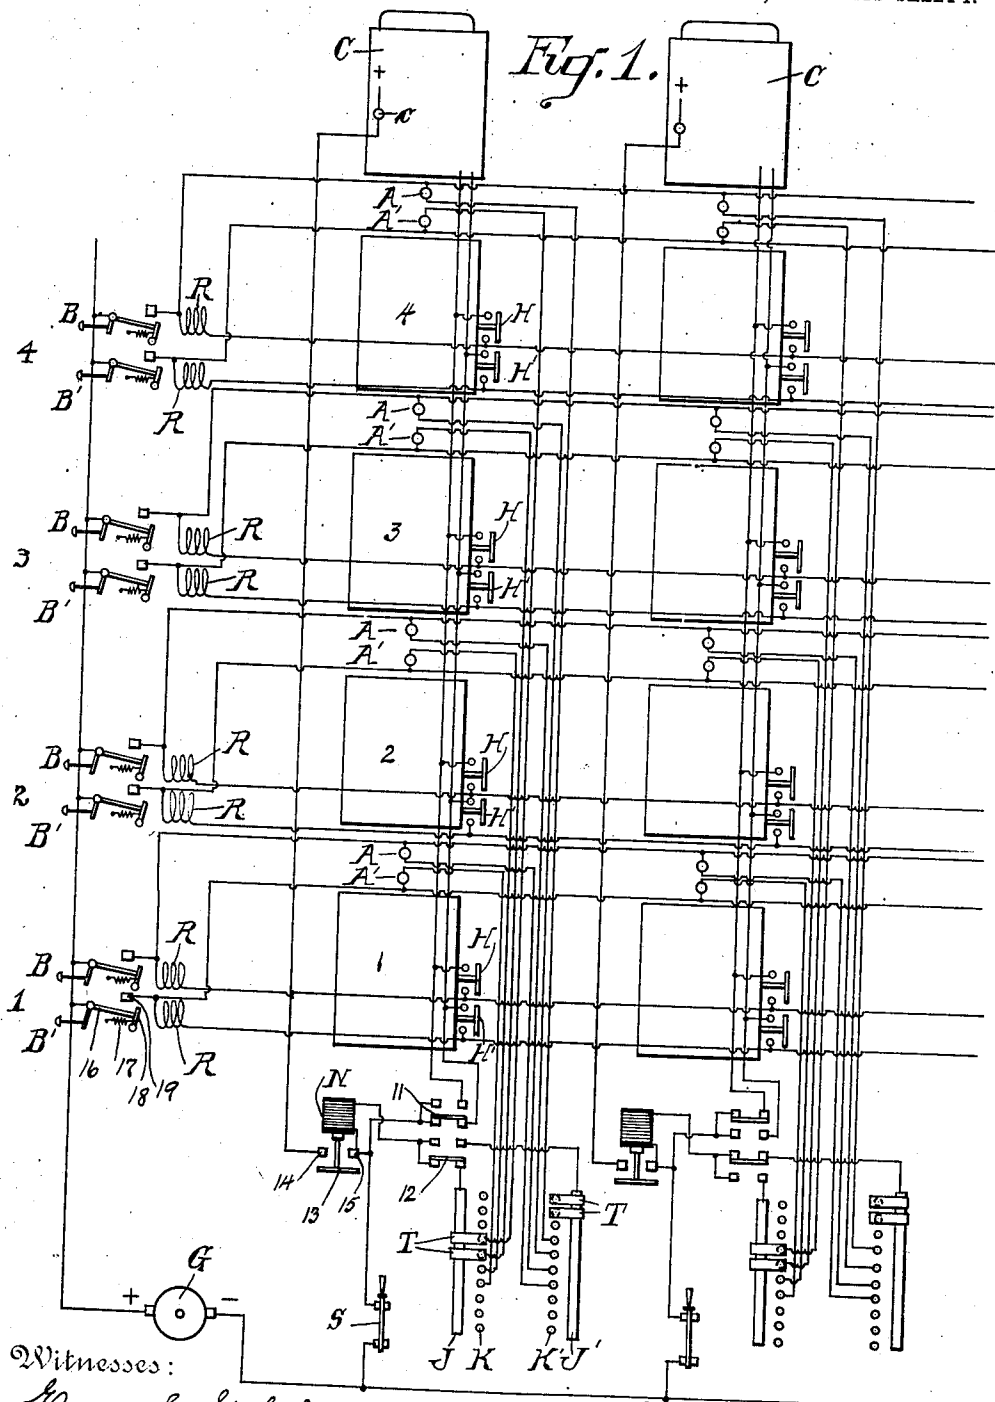 Fig. 1.
C
+
c
+
C
A
A'
B
R
4
H
4
H'
B'
R
A
A'
B
R
3
H
3
R
H'
B'
A
A'
B
R
2
H
2
R
H'
B'
A
A'
B
R
1
H
1
B'
16 17 18 19 R
H'
N
11
14 13 15 12
T
T
G
+ −
S
J K K' J'
Witnesses: